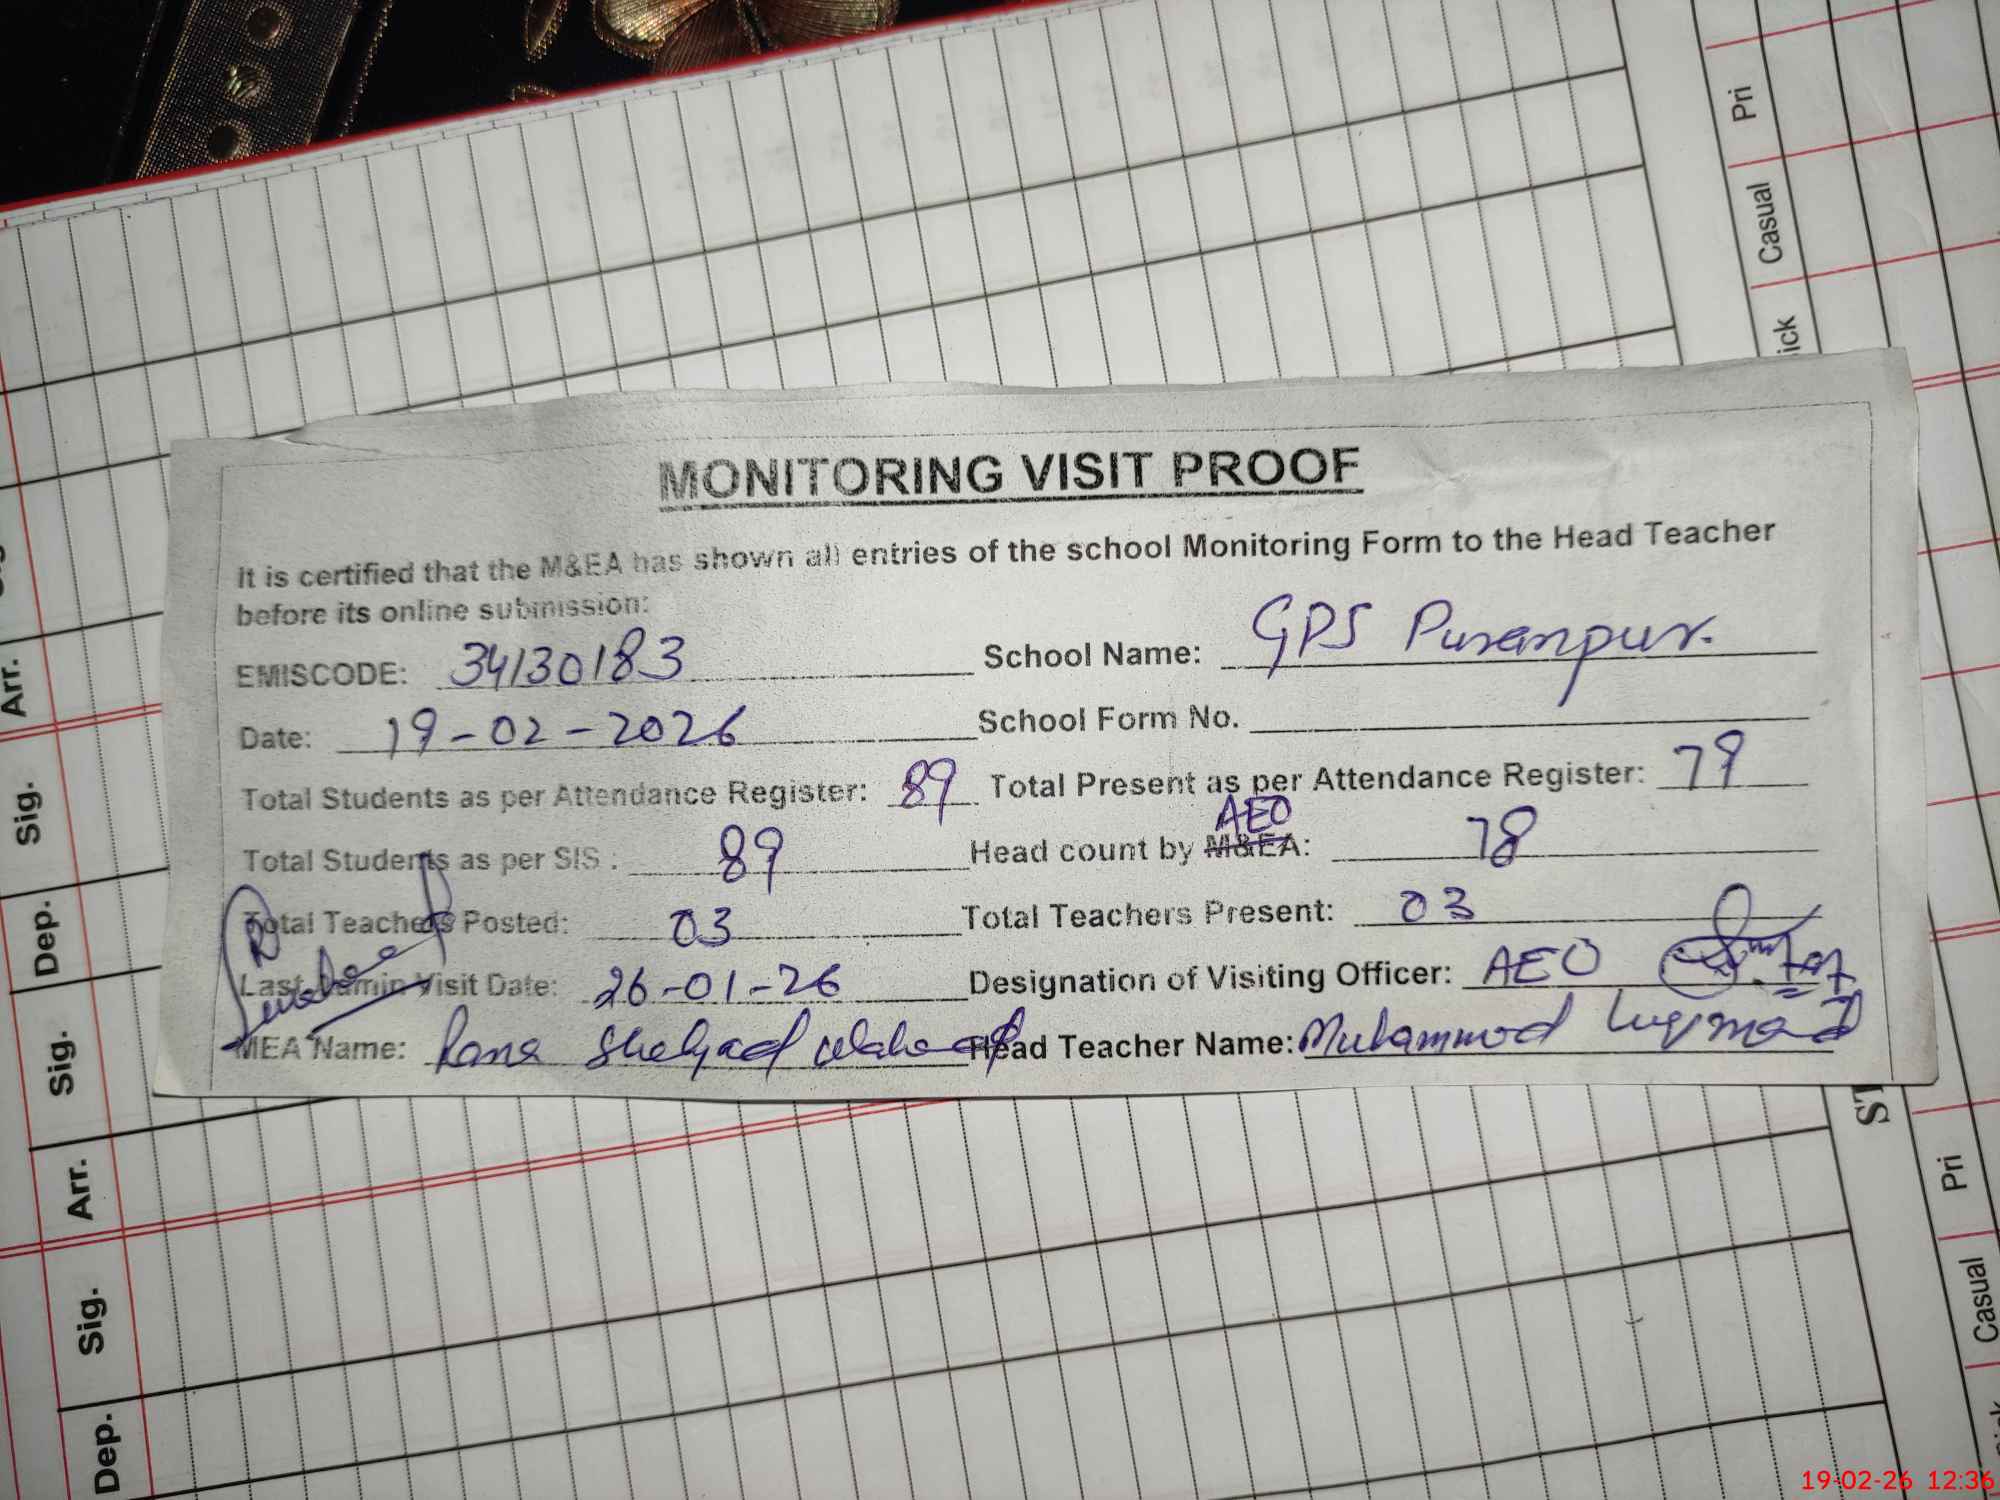 MONITORING VISIT PROOF
It is certified that the M&EA has shown all entries of the school Monitoring Form to the Head Teacher
before its online submission:
EMISCODE: 34130183 School Name: GPS Puranpur.
Date: 19-02-2026 School Form No.
Total Students as per Attendance Register: 89 Total Present as per Attendance Register: 79
AEO
Total Students as per SIS : 89 Head count by M&EA: 78
Total Teachers Posted: 03 Total Teachers Present: 03
Last Admin Visit Date: 26-01-26 Designation of Visiting Officer: AEO
MEA Name: Rana Shehzad Waheed Head Teacher Name: Muhammad Luqman
Pri
Casual
ick
Arr.
Sig.
Dep.
Sig.
Arr.
Sig.
Dep.
ST
Pri
Casual
19-02-26 12:36